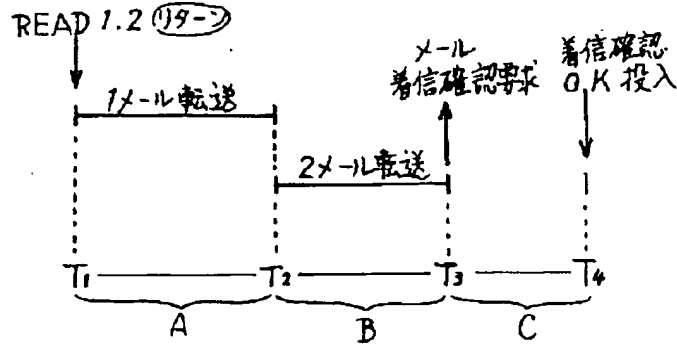 READ 1.2 リターン
メール
着信確認要求
着信確認
OK投入
1メール転送
2メール転送
T1 T2 T3 T4
A B C